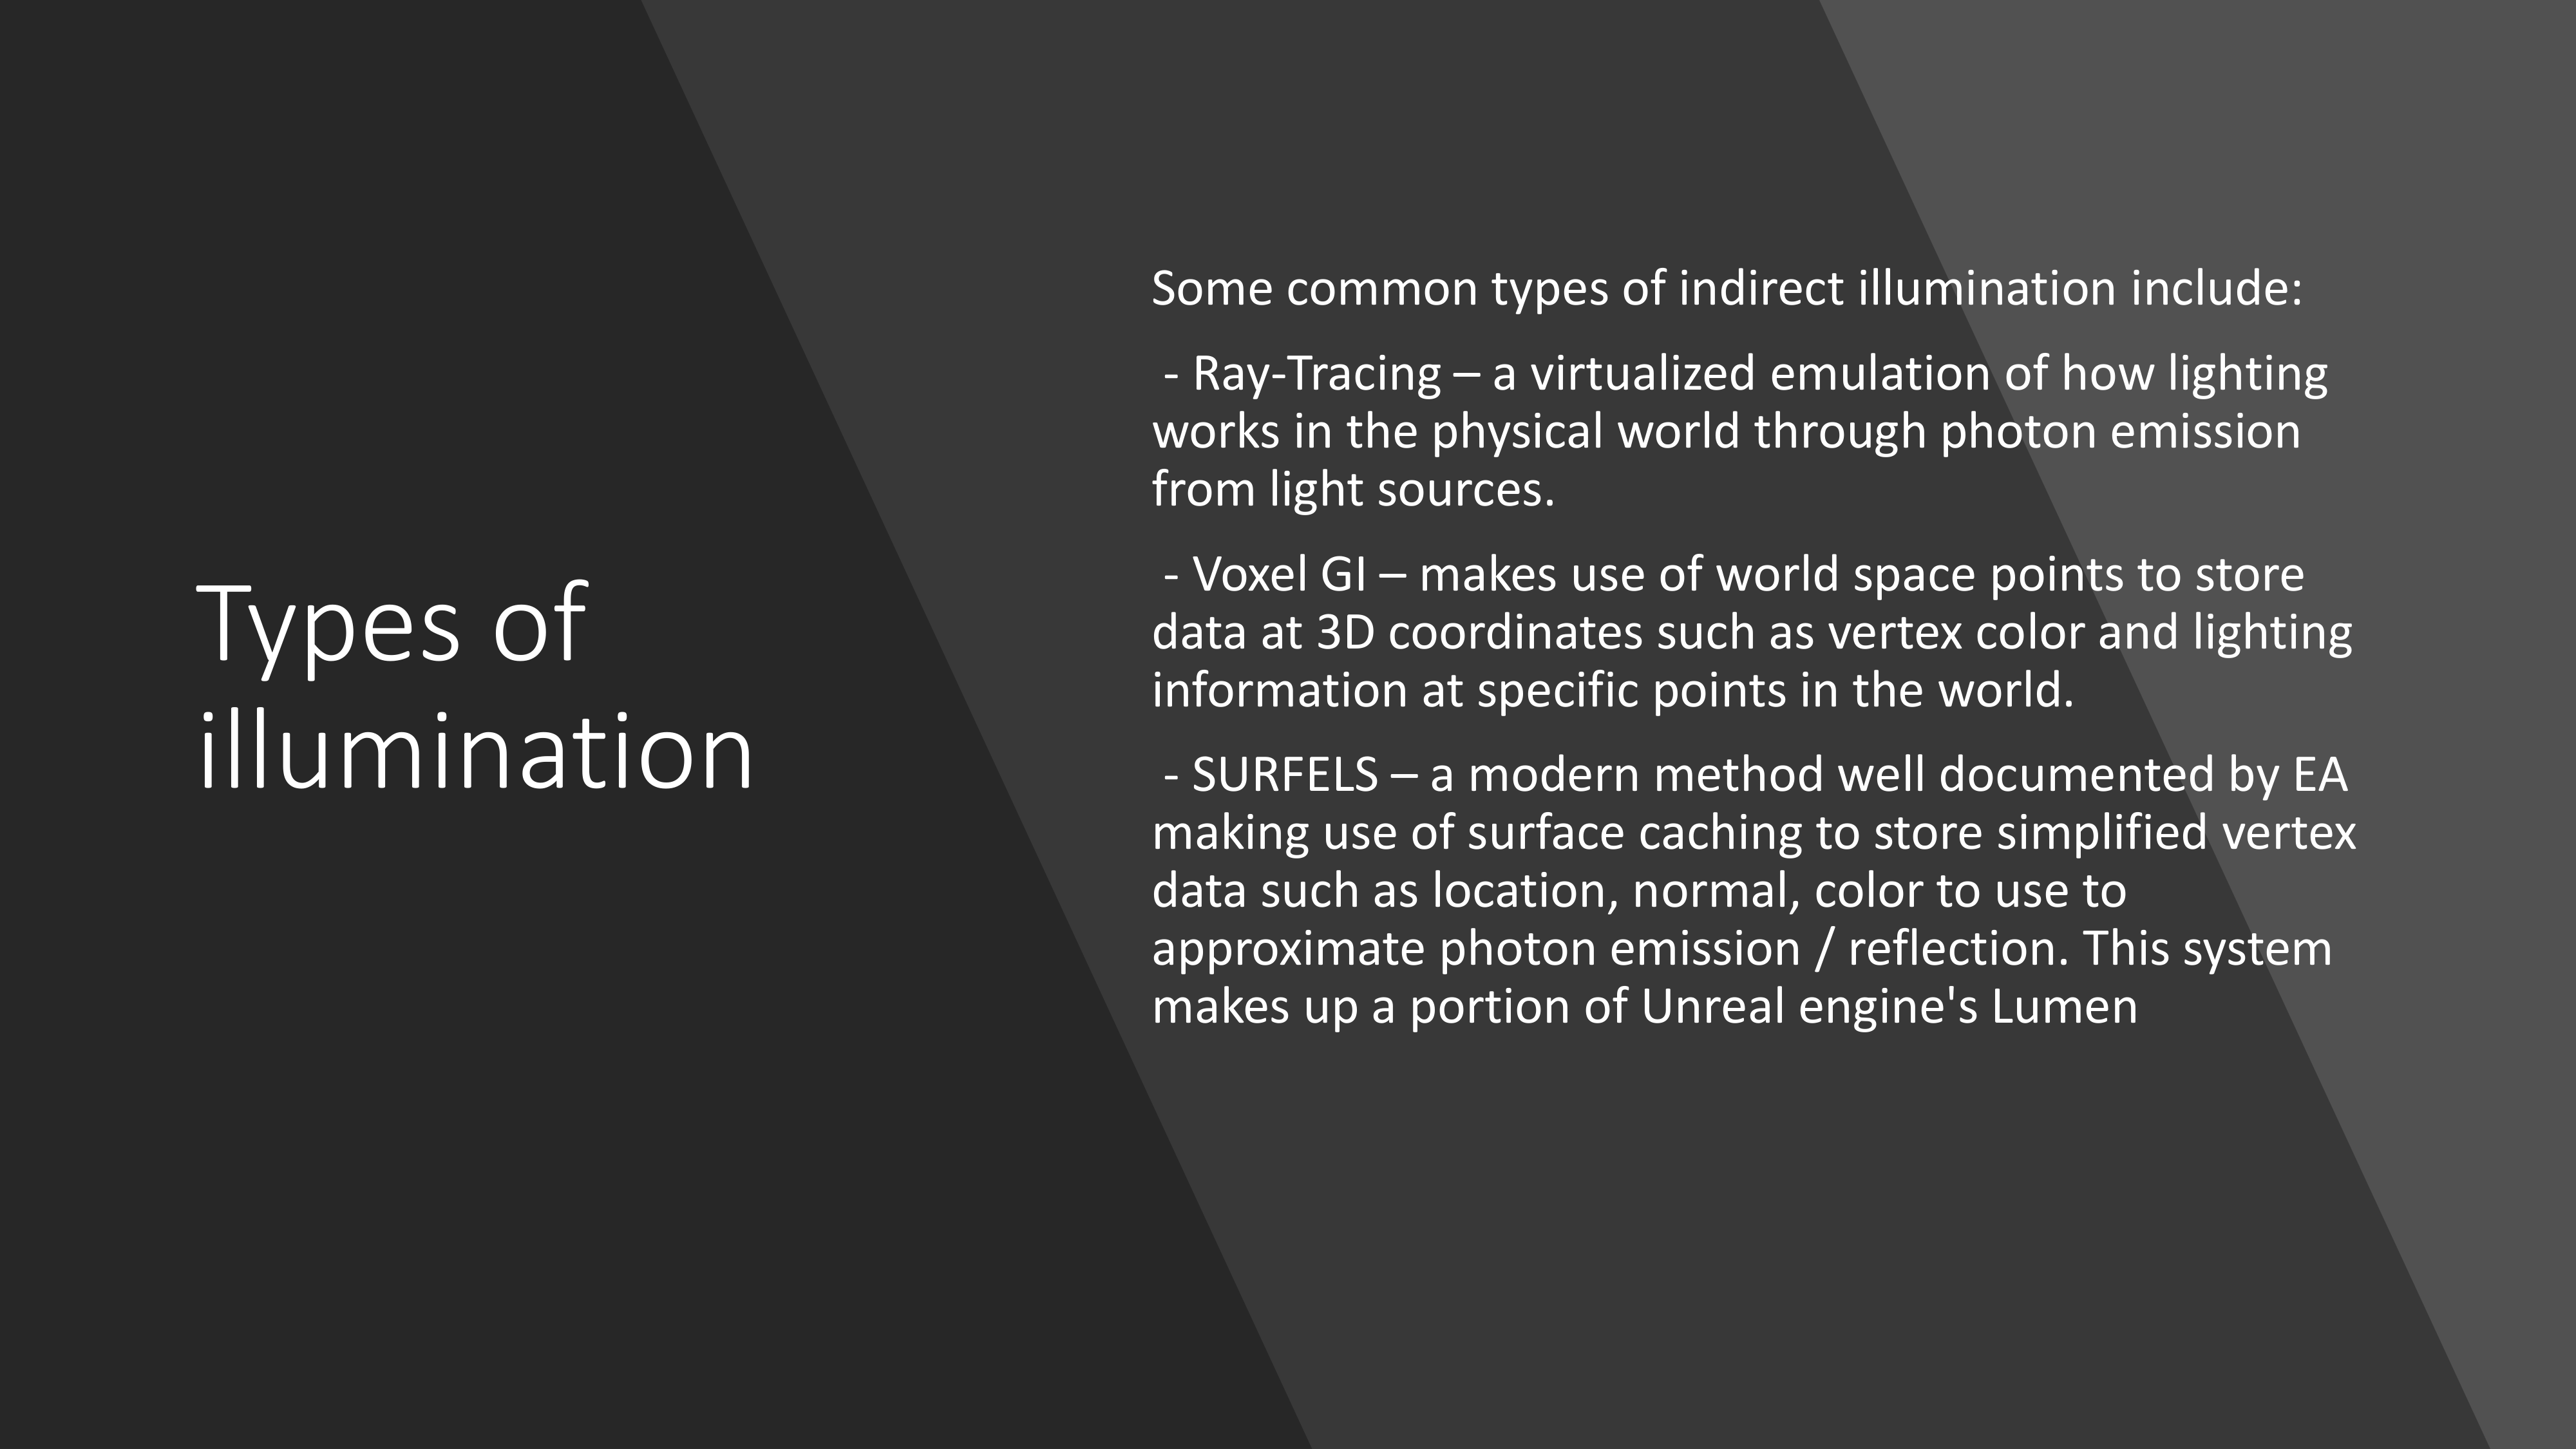 Types of
illumination
Some common types of indirect illumination include:
- Ray-Tracing – a virtualized emulation of how lighting
works in the physical world through photon emission
from light sources.
- Voxel GI – makes use of world space points to store
data at 3D coordinates such as vertex color and lighting
information at specific points in the world.
- SURFELS – a modern method well documented by EA
making use of surface caching to store simplified vertex
data such as location, normal, color to use to
approximate photon emission / reflection. This system
makes up a portion of Unreal engine's Lumen